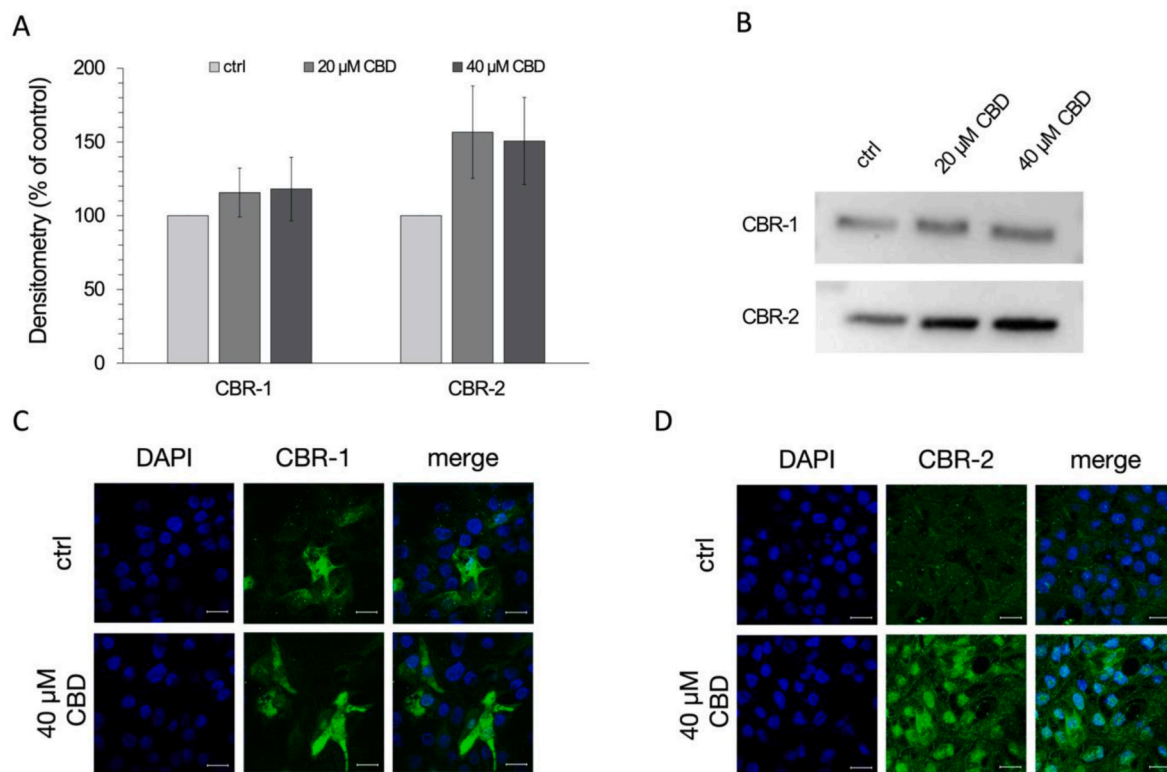 A
Densitometry (% of control)
200
150
100
50
0
ctrl
20 μM CBD
40 μM CBD
CBR-1
CBR-2
B
ctrl
20 μM CBD
40 μM CBD
CBR-1
CBR-2
C
DAPI CBR-1 merge
ctrl
40 μM
CBD
D
DAPI CBR-2 merge
ctrl
40 μM
CBD